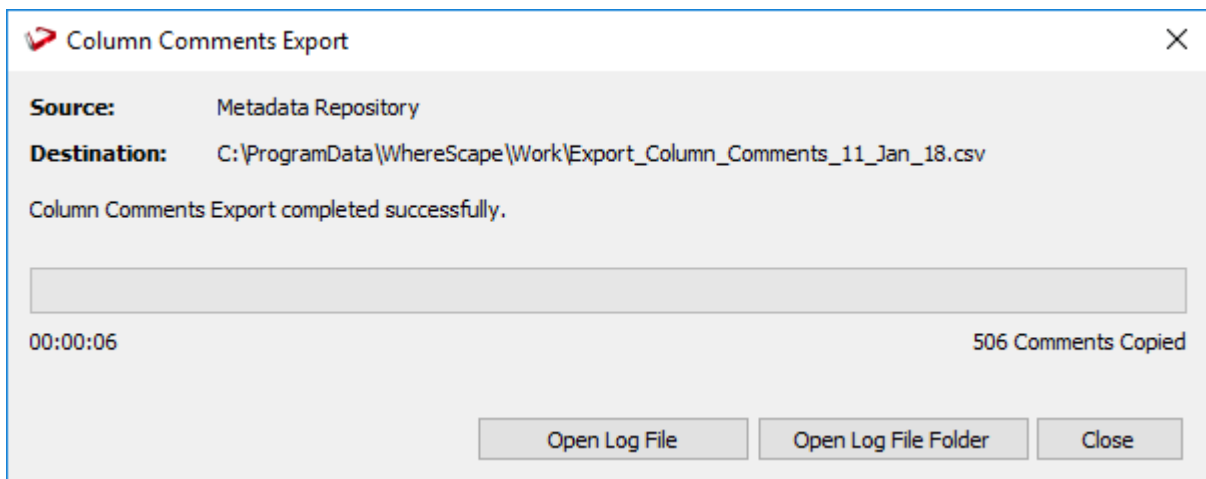 Column Comments Export
Source: Metadata Repository
Destination: C:\ProgramData\WhereScape\Work\Export_Column_Comments_11_Jan_18.csv
Column Comments Export completed successfully.
00:00:06 506 Comments Copied
Open Log File Open Log File Folder Close